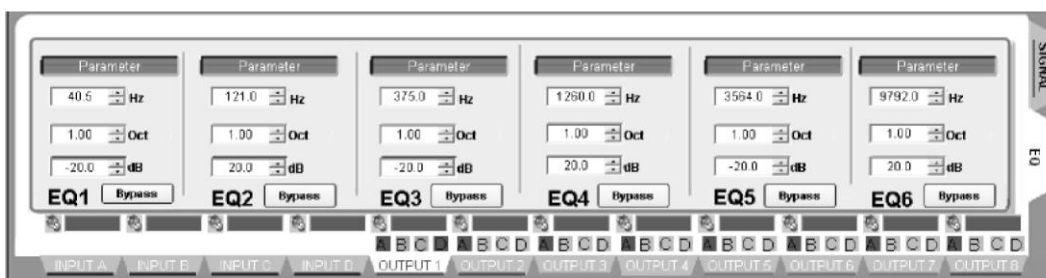 Parameter Parameter Parameter Parameter Parameter Parameter
40.5 Hz 121.0 Hz 375.0 Hz 1260.0 Hz 3564.0 Hz 9792.0 Hz
1.00 Oct 1.00 Oct 1.00 Oct 1.00 Oct 1.00 Oct 1.00 Oct
-20.0 dB 20.0 dB -20.0 dB 20.0 dB -20.0 dB 20.0 dB
EQ1 Bypass EQ2 Bypass EQ3 Bypass EQ4 Bypass EQ5 Bypass EQ6 Bypass
A B C D A B C D A B C D A B C D A B C D A B C D A B C D A B C D
INPUT A INPUT B INPUT C INPUT D OUTPUT 1 OUTPUT 2 OUTPUT 3 OUTPUT 4 OUTPUT 5 OUTPUT 6 OUTPUT 7 OUTPUT 8
SIGNAL
EQ